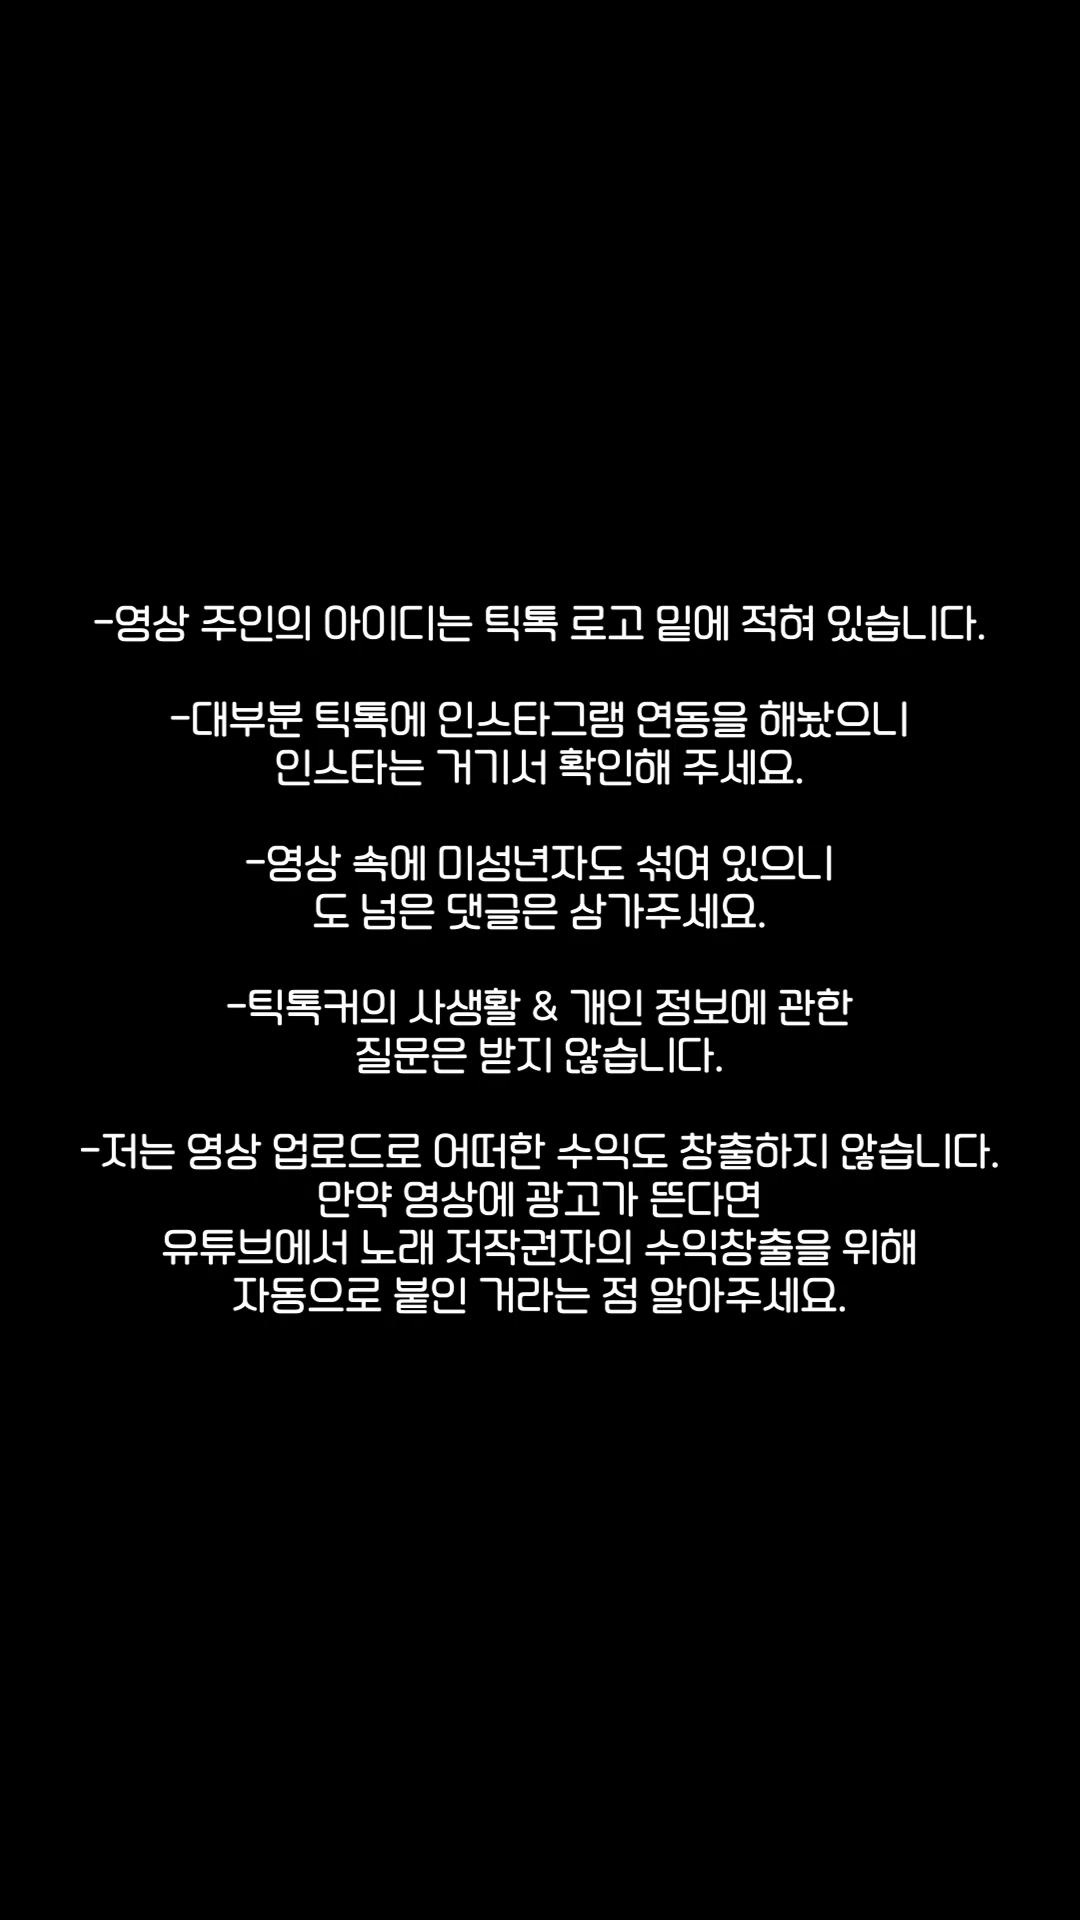 -영상 주인의 아이디는 틱톡 로고 밑에 적혀 있습니다.
-대부분 틱톡에 인스타그램 연동을 해놨으니
인스타는 거기서 확인해 주세요.
-영상 속에 미성년자도 섞여 있으니
도 넘은 댓글은 삼가주세요.
-틱톡커의 사생활 & 개인 정보에 관한
질문은 받지 않습니다.
-저는 영상 업로드로 어떠한 수익도 창출하지 않습니다.
만약 영상에 광고가 뜬다면
유튜브에서 노래 저작권자의 수익창출을 위해
자동으로 붙인 거라는 점 알아주세요.